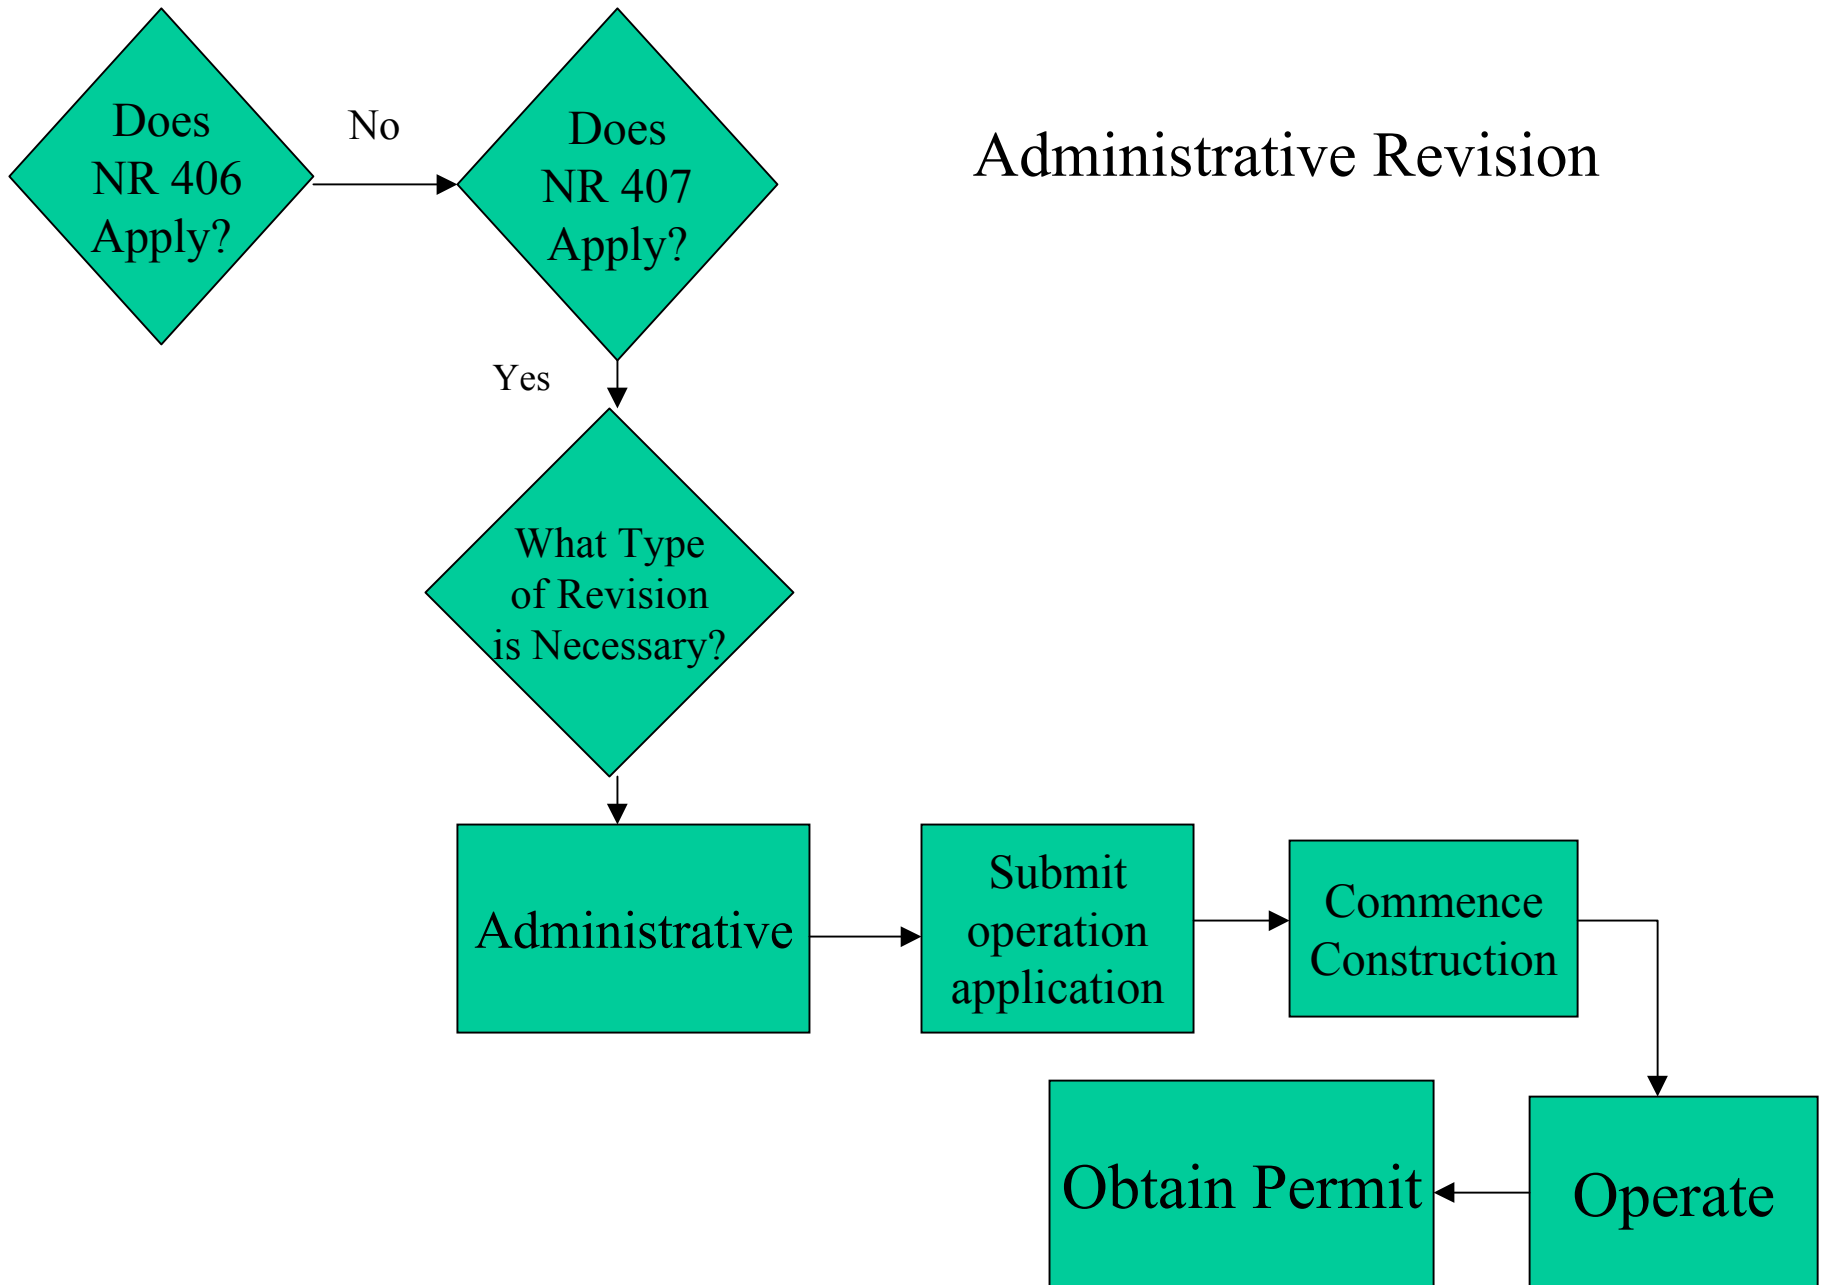 Does
NR 406
Apply?
No
Does
NR 407
Apply?
Administrative Revision
Yes
What Type
of Revision
is Necessary?
Administrative
Submit
operation
application
Commence
Construction
Obtain Permit
Operate